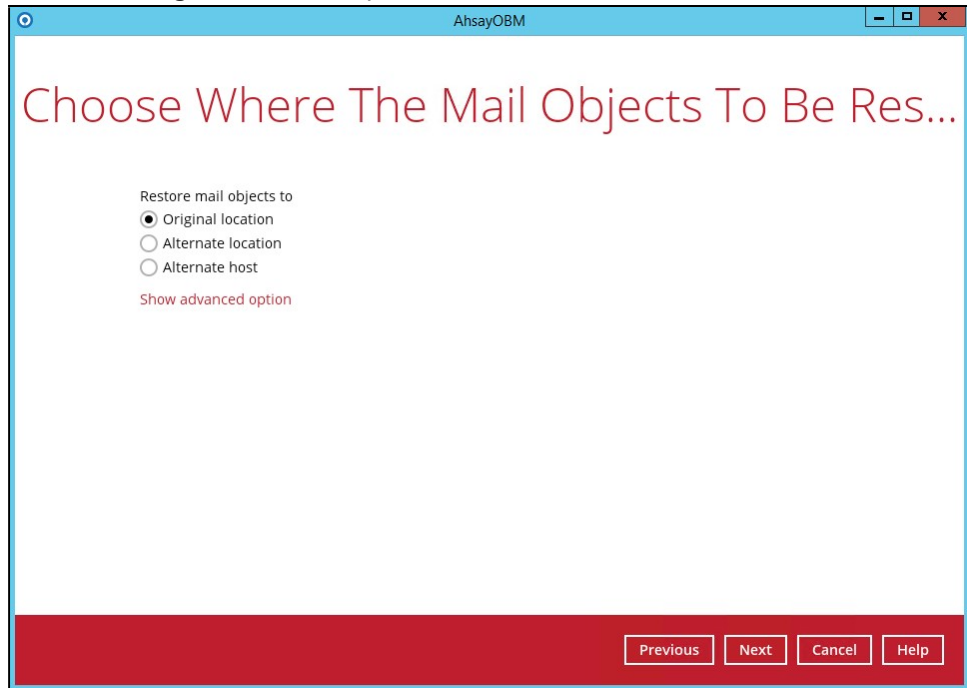 AhsayOBM
Choose Where The Mail Objects To Be Res...
Restore mail objects to
Original location
Alternate location
Alternate host
Show advanced option
Previous Next Cancel Help